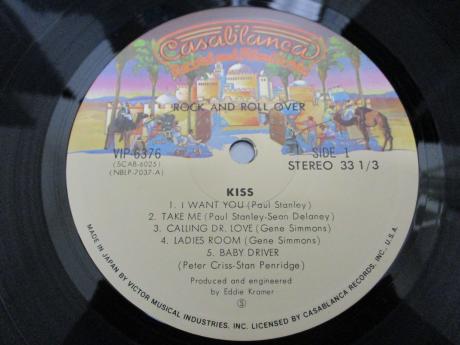 Casablanca
Record and FilmWorks
ROCK AND ROLL OVER
VIP-6376
(SCAB-6025)
(NBLP-7037-A)
SIDE 1
STEREO 33 1/3
KISS
1. I WANT YOU (Paul Stanley)
2. TAKE ME (Paul Stanley-Sean Delaney)
3. CALLING DR. LOVE (Gene Simmons)
4. LADIES ROOM (Gene Simmons)
5. BABY DRIVER
(Peter Criss-Stan Penridge)
Produced and engineered
by Eddie Kramer
Ⓢ
MADE IN JAPAN BY VICTOR MUSICAL INDUSTRIES, INC. LICENSED BY CASABLANCA RECORDS, INC., U.S.A.